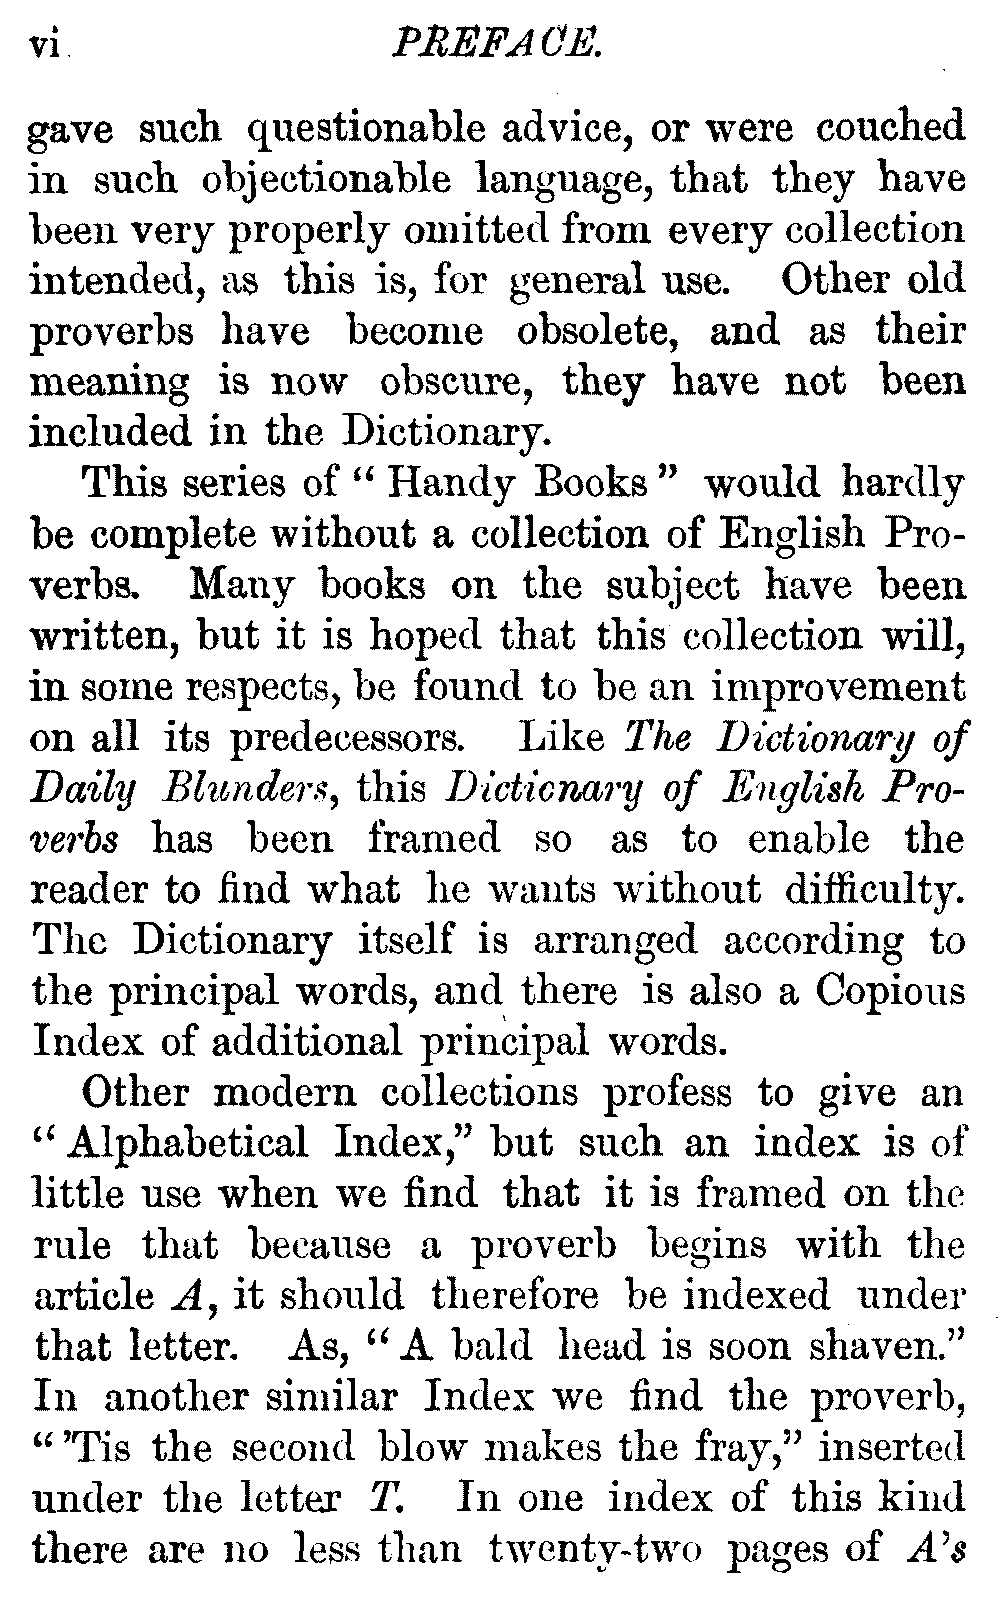 vi PREFACE.
gave such questionable advice, or were couched
in such objectionable language, that they have
been very properly omitted from every collection
intended, as this is, for general use. Other old
proverbs have become obsolete, and as their
meaning is now obscure, they have not been
included in the Dictionary.
This series of “ Handy Books ” would hardly
be complete without a collection of English Pro-
verbs. Many books on the subject have been
written, but it is hoped that this collection will,
in some respects, be found to be an improvement
on all its predecessors. Like The Dictionary of
Daily Blunders, this Dictionary of English Pro-
verbs has been framed so as to enable the
reader to find what he wants without difficulty.
The Dictionary itself is arranged according to
the principal words, and there is also a Copious
Index of additional principal words.
Other modern collections profess to give an
“ Alphabetical Index,” but such an index is of
little use when we find that it is framed on the
rule that because a proverb begins with the
article A, it should therefore be indexed under
that letter. As, “ A bald head is soon shaven.”
In another similar Index we find the proverb,
“ ’Tis the second blow makes the fray,” inserted
under the letter T. In one index of this kind
there are no less than twenty-two pages of A’s